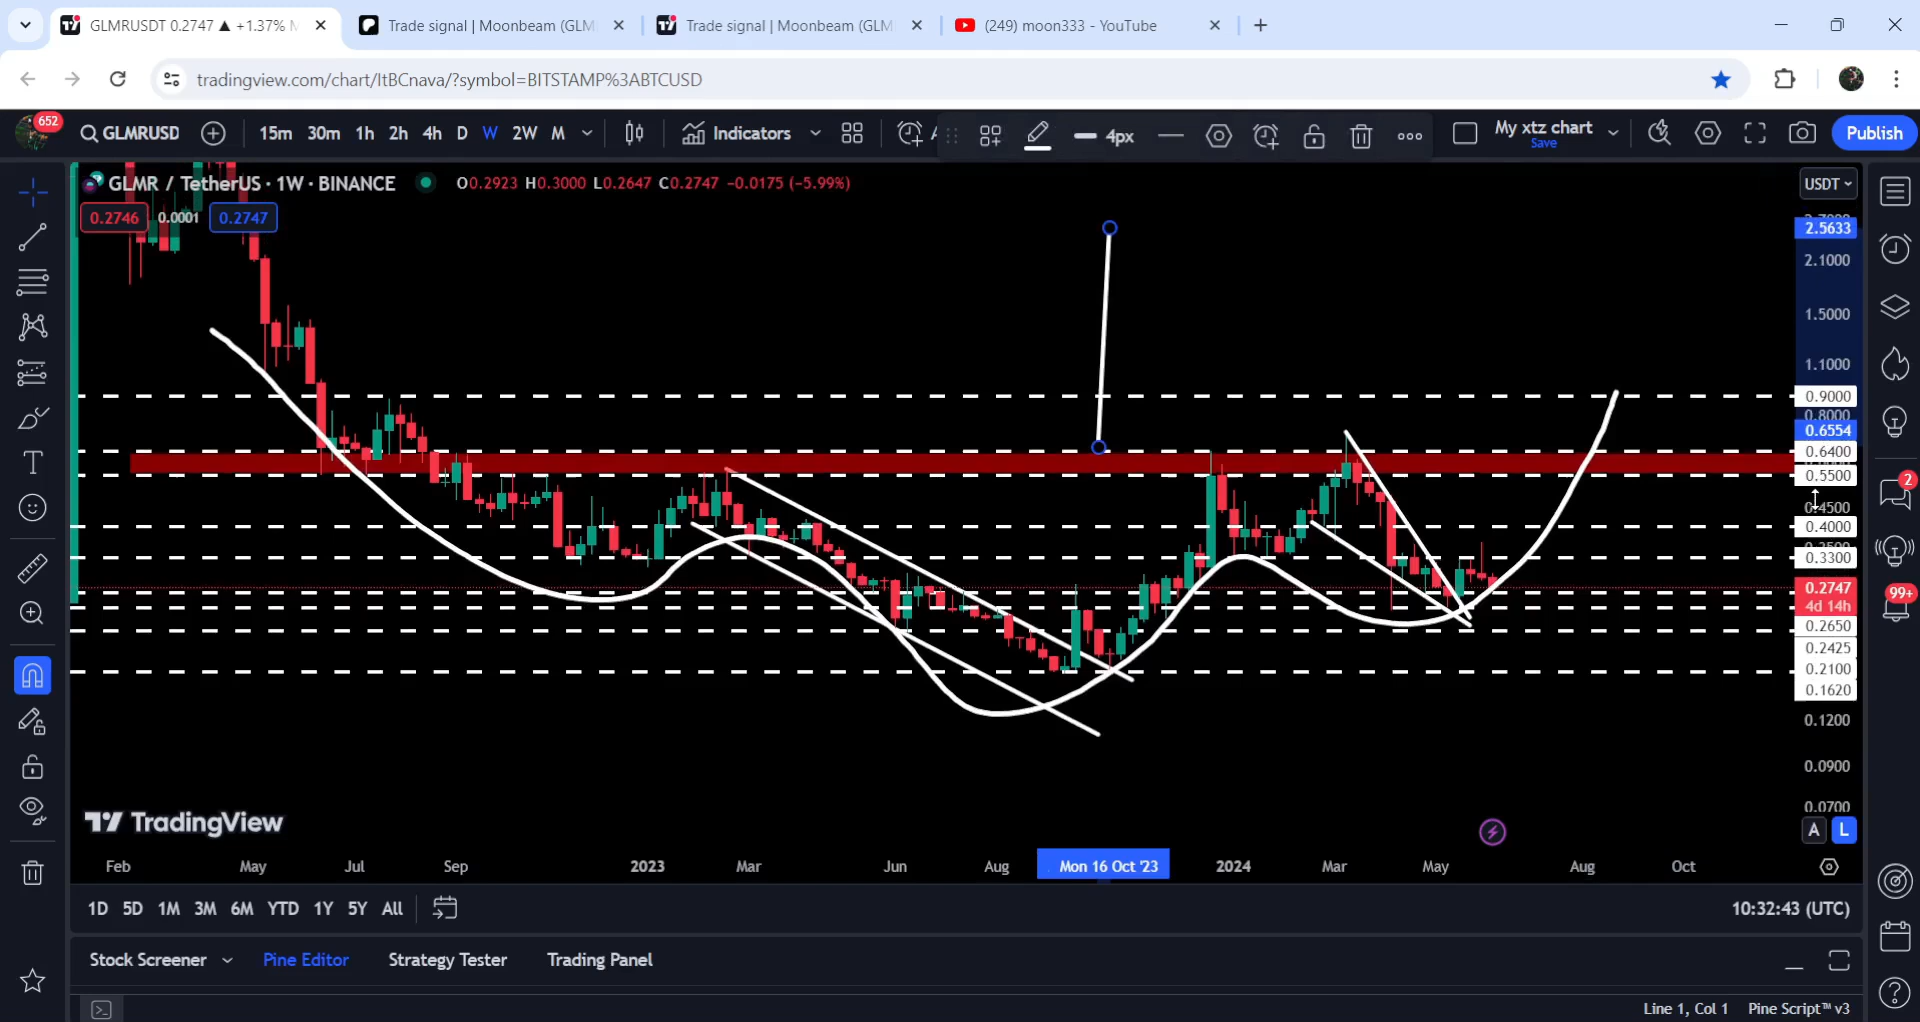 GLMRUSDT 0.2747 ▲ +1.37%
Trade signal | Moonbeam (GLM
Trade signal | Moonbeam (GLM
(249) moon333 - YouTube
tradingview.com/chart/ItBCnava/?symbol=BITSTAMP%3ABTCUSD
652
GLMRUSD
15m 30m 1h 2h 4h D W 2W M
Indicators
4px
My xtz chart
Save
Publish
GLMR / TetherUS · 1W · BINANCE
O0.2923 H0.3000 L0.2647 C0.2747 -0.0175 (-5.99%)
USDT
0.2746
0.0001
0.2747
2.5633
2.1000
1.5000
1.1000
0.9000
0.8000
0.6554
0.6400
0.5500
0.4500
0.4000
0.3300
0.2747
4d 14h
0.2650
0.2425
0.2100
0.1620
0.1200
0.0900
0.0700
2
99+
TradingView
A L
Feb May Jul Sep 2023 Mar Jun Aug Mon 16 Oct '23 2024 Mar May Aug Oct
1D 5D 1M 3M 6M YTD 1Y 5Y All
10:32:43 (UTC)
Stock Screener Pine Editor Strategy Tester Trading Panel
Line 1, Col 1 Pine Script™ v3